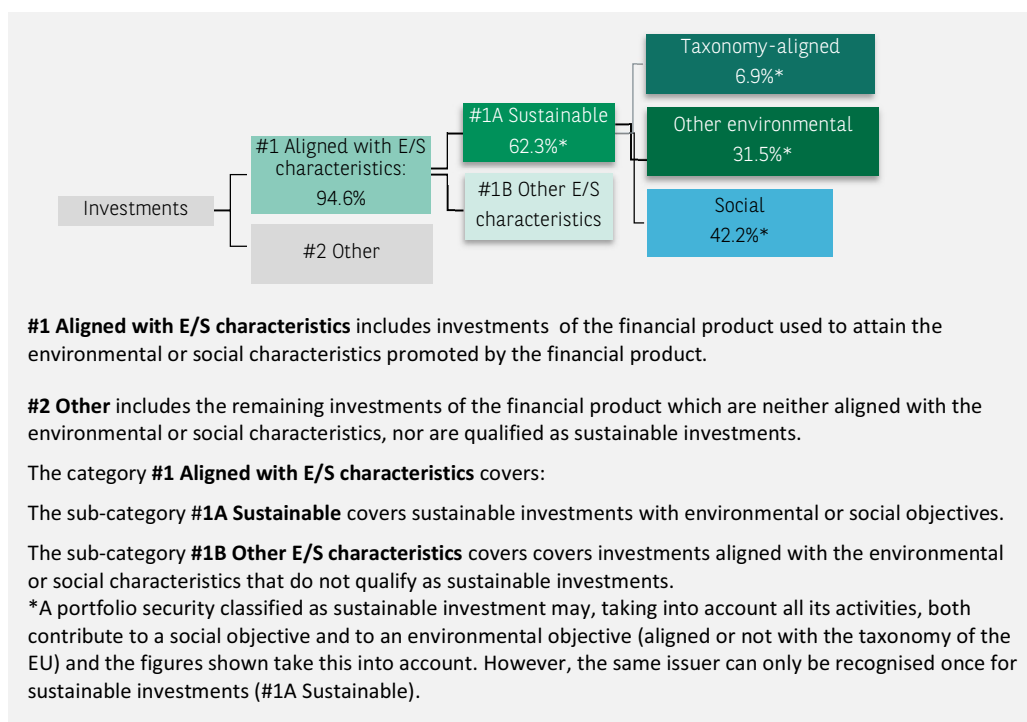 Taxonomy-aligned
6.9%*
#1A Sustainable
62.3%*
Other environmental
31.5%*
#1 Aligned with E/S
characteristics:
94.6%
#1B Other E/S
characteristics
Investments
Social
42.2%*
#2 Other
#1 Aligned with E/S characteristics includes investments of the financial product used to attain the
environmental or social characteristics promoted by the financial product.
#2 Other includes the remaining investments of the financial product which are neither aligned with the
environmental or social characteristics, nor are qualified as sustainable investments.
The category #1 Aligned with E/S characteristics covers:
The sub-category #1A Sustainable covers sustainable investments with environmental or social objectives.
The sub-category #1B Other E/S characteristics covers covers investments aligned with the environmental
or social characteristics that do not qualify as sustainable investments.
*A portfolio security classified as sustainable investment may, taking into account all its activities, both
contribute to a social objective and to an environmental objective (aligned or not with the taxonomy of the
EU) and the figures shown take this into account. However, the same issuer can only be recognised once for
sustainable investments (#1A Sustainable).